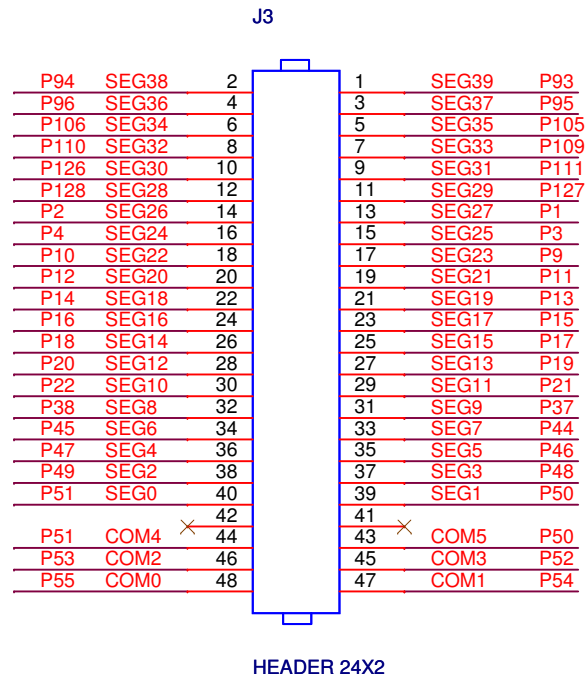 J3
P94 SEG38 2 1 SEG39 P93
P96 SEG36 4 3 SEG37 P95
P106 SEG34 6 5 SEG35 P105
P110 SEG32 8 7 SEG33 P109
P126 SEG30 10 9 SEG31 P111
P128 SEG28 12 11 SEG29 P127
P2 SEG26 14 13 SEG27 P1
P4 SEG24 16 15 SEG25 P3
P10 SEG22 18 17 SEG23 P9
P12 SEG20 20 19 SEG21 P11
P14 SEG18 22 21 SEG19 P13
P16 SEG16 24 23 SEG17 P15
P18 SEG14 26 25 SEG15 P17
P20 SEG12 28 27 SEG13 P19
P22 SEG10 30 29 SEG11 P21
P38 SEG8 32 31 SEG9 P37
P45 SEG6 34 33 SEG7 P44
P47 SEG4 36 35 SEG5 P46
P49 SEG2 38 37 SEG3 P48
P51 SEG0 40 39 SEG1 P50
42 41
P51 COM4 44 43 COM5 P50
P53 COM2 46 45 COM3 P52
P55 COM0 48 47 COM1 P54
HEADER 24X2